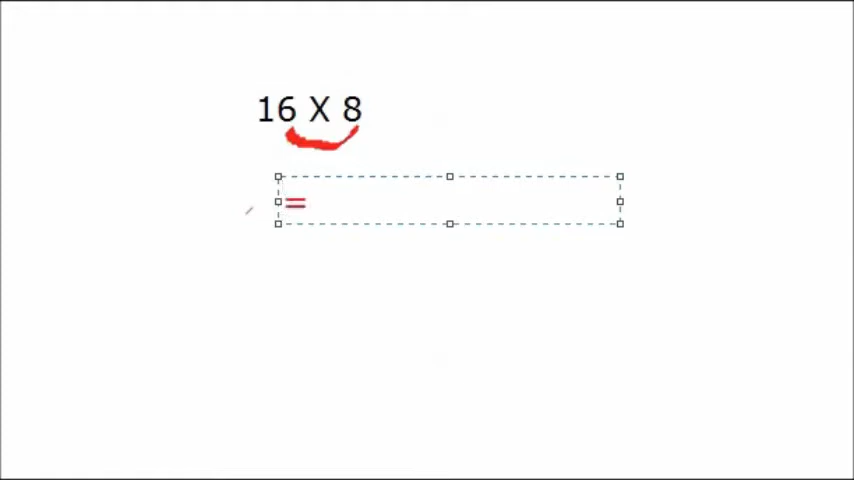 16 X 8
=